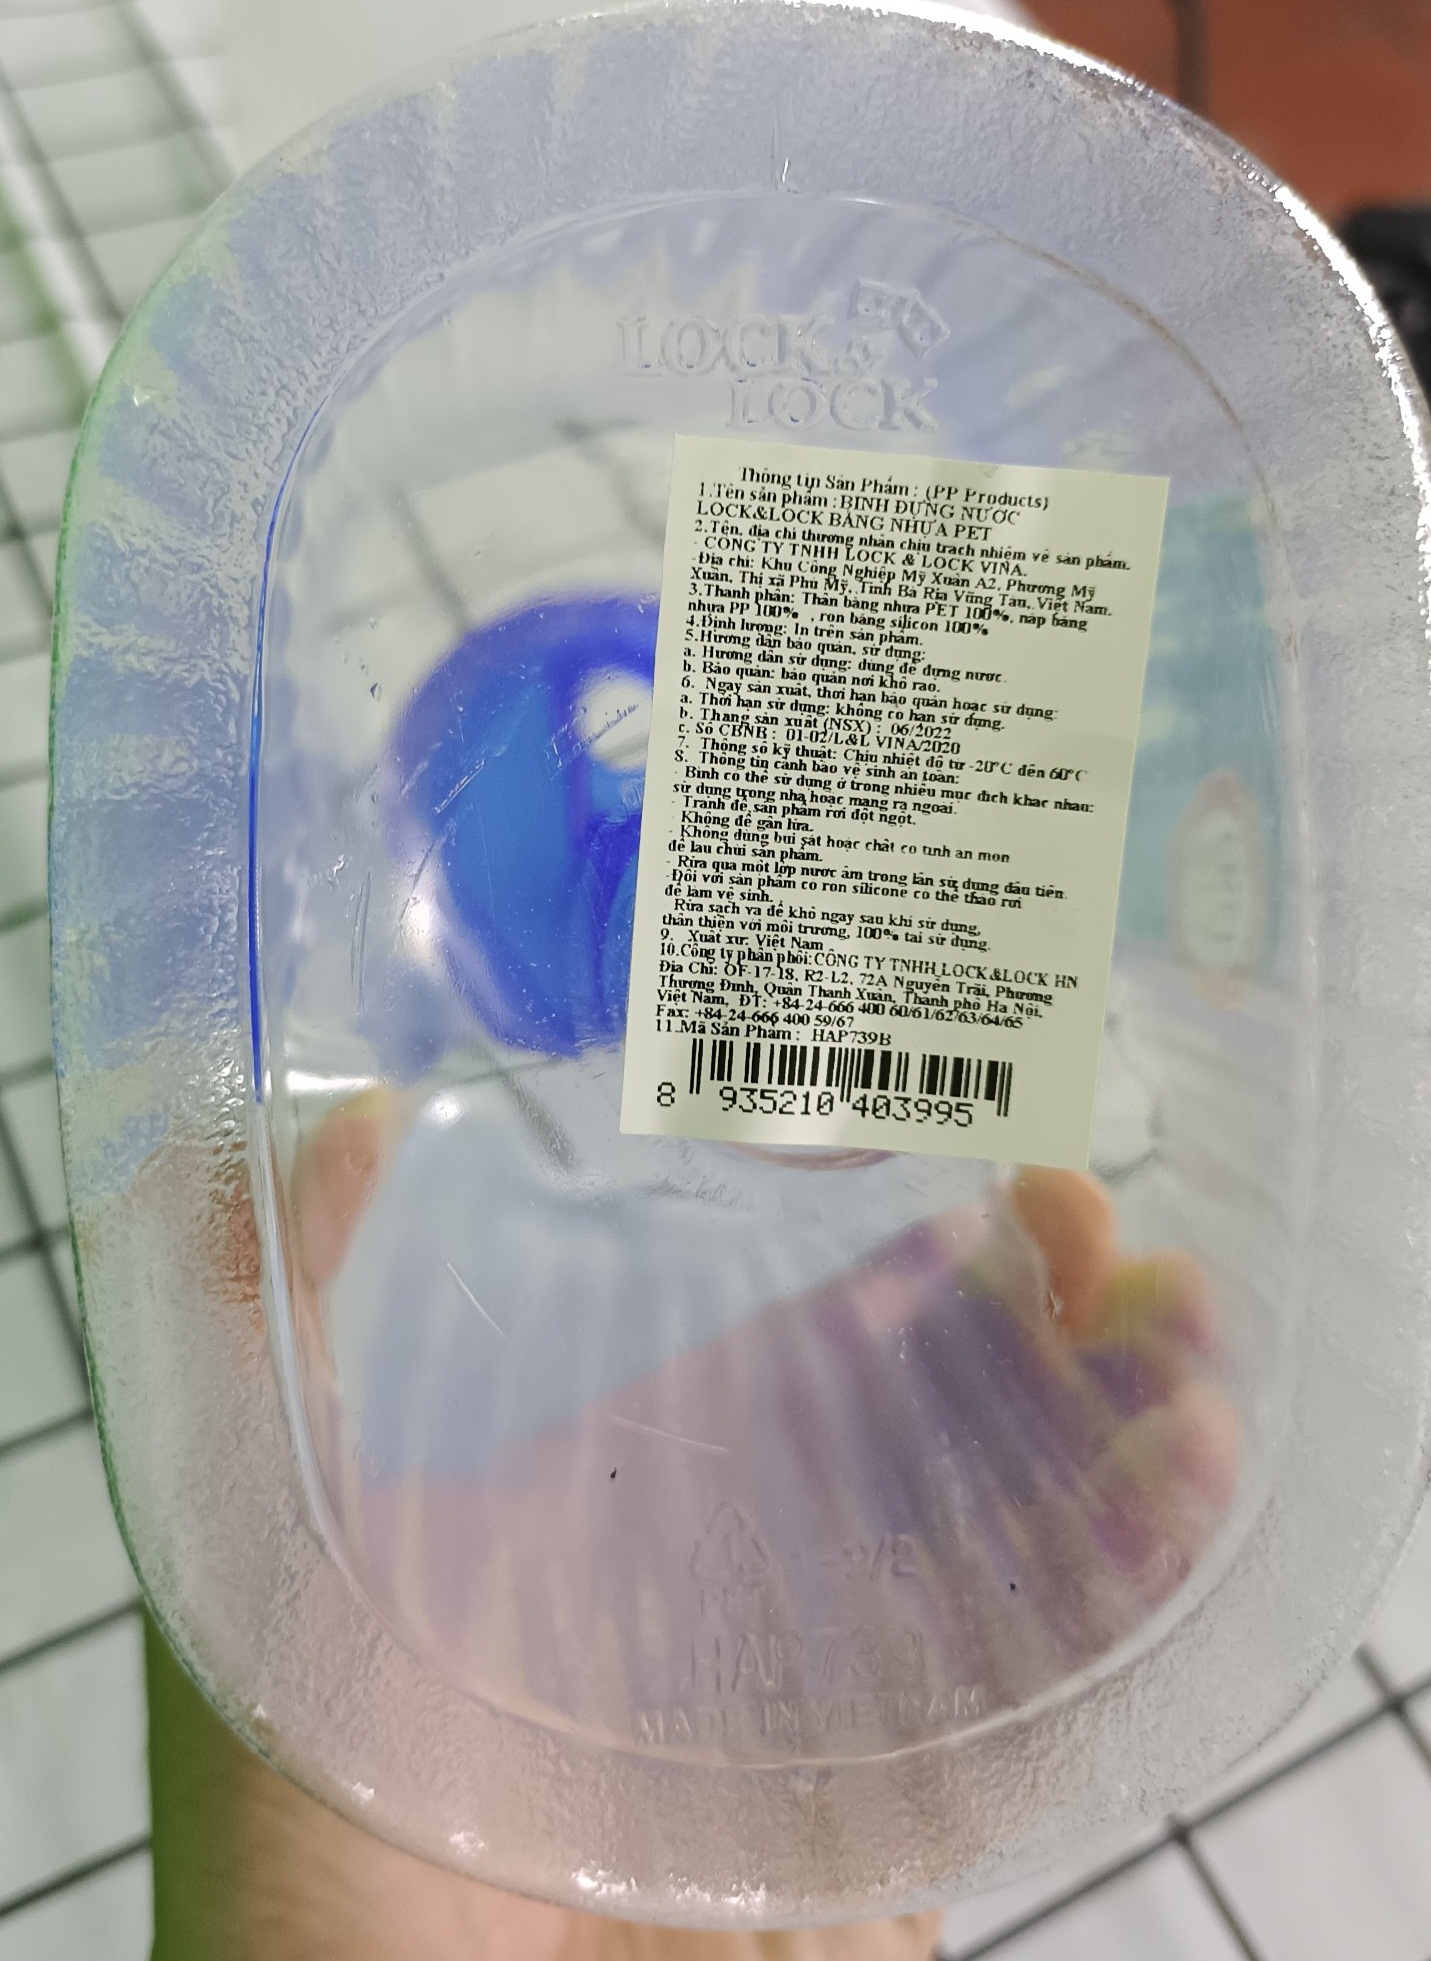 LOCK&
LOCK
Thông tin Sản Phẩm : (PP Products)
1.Tên sản phẩm : BÌNH ĐỰNG NƯỚC
LOCK&LOCK BẰNG NHỰA PET
2.Tên, địa chỉ thương nhân chịu trách nhiệm về sản phẩm.
- CÔNG TY TNHH LOCK & LOCK VINA.
-Địa chỉ: Khu Công Nghiệp Mỹ Xuân A2, Phường Mỹ
Xuân, Thị xã Phú Mỹ, Tỉnh Bà Rịa Vũng Tàu, Việt Nam.
3.Thành phần: Thân bằng nhựa PET 100%, nắp bằng
nhựa PP 100% , ron bằng silicon 100%
4.Định lượng: In trên sản phẩm.
5.Hướng dẫn bảo quản, sử dụng:
a. Hướng dẫn sử dụng: dùng để đựng nước.
b. Bảo quản: bảo quản nơi khô ráo.
6. Ngày sản xuất, thời hạn bảo quản hoặc sử dụng:
a. Thời hạn sử dụng: không có hạn sử dụng.
b. Tháng sản xuất (NSX) : 06/2022
c. Số CBNB : 01-02/L&L VINA/2020
7. Thông số kỹ thuật: Chịu nhiệt độ từ -20°C đến 60°C
8. Thông tin cảnh báo vệ sinh an toàn:
- Bình có thể sử dụng ở trong nhiều mục đích khác nhau:
sử dụng trong nhà hoặc mang ra ngoài.
- Tránh để sản phẩm rơi đột ngột.
- Không để gần lửa.
- Không dùng bùi sắt hoặc chất có tính ăn mòn
để lau chùi sản phẩm.
- Rửa qua một lớp nước ấm trong lần sử dụng đầu tiên.
-Đối với sản phẩm có ron silicone có thể tháo rời
để làm vệ sinh.
Rửa sạch và để khô ngay sau khi sử dụng,
thân thiện với môi trường, 100% tái sử dụng.
9. Xuất xứ: Việt Nam
10.Công ty phân phối:CÔNG TY TNHH LOCK&LOCK HN
Địa Chỉ: OF-17-18, R2-L2, 72A Nguyễn Trãi, Phường
Thượng Đình, Quận Thanh Xuân, Thành phố Hà Nội,
Việt Nam, ĐT: +84-24-666 400 60/61/62/63/64/65
Fax: +84-24-666 400 59/67
11.Mã Sản Phẩm : HAP739B
8 935210 403995
HAP739
MADE IN VIETNAM